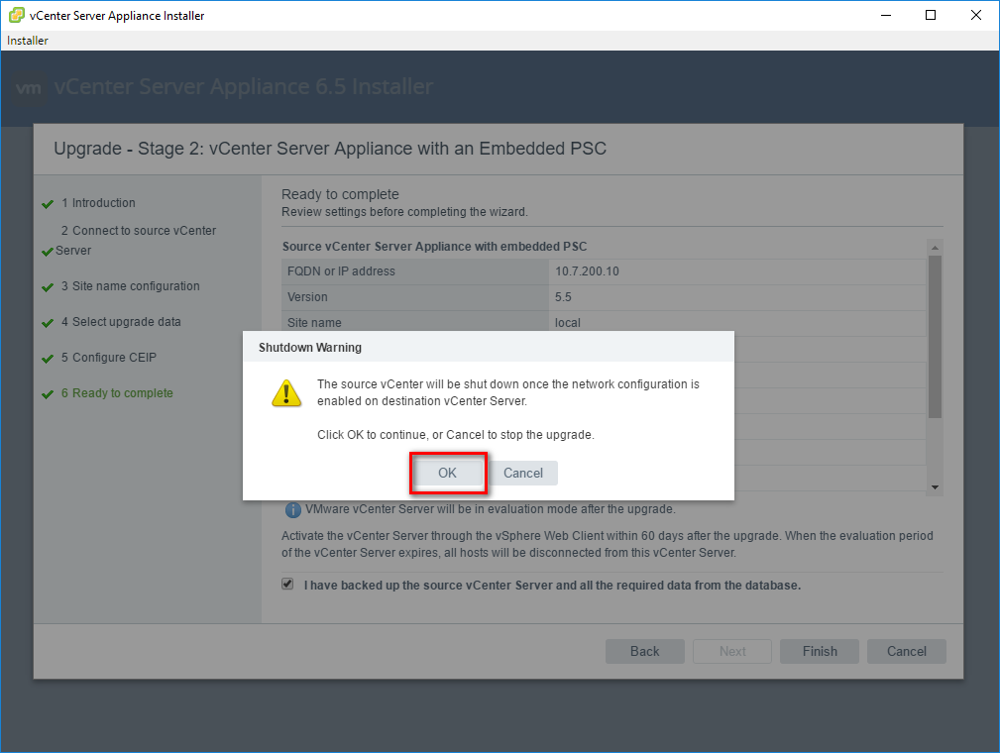 vCenter Server Appliance Installer
Installer
vm vCenter Server Appliance 6.5 Installer
Upgrade - Stage 2: vCenter Server Appliance with an Embedded PSC
1 Introduction
2 Connect to source vCenter
Server
3 Site name configuration
4 Select upgrade data
5 Configure CEIP
6 Ready to complete
Ready to complete
Review settings before completing the wizard.
Source vCenter Server Appliance with embedded PSC
FQDN or IP address 10.7.200.10
Version 5.5
Site name local
Shutdown Warning
The source vCenter will be shut down once the network configuration is
enabled on destination vCenter Server.
Click OK to continue, or Cancel to stop the upgrade.
OK Cancel
VMware vCenter Server will be in evaluation mode after the upgrade.
Activate the vCenter Server through the vSphere Web Client within 60 days after the upgrade. When the evaluation period
of the vCenter Server expires, all hosts will be disconnected from this vCenter Server.
I have backed up the source vCenter Server and all the required data from the database.
Back Next Finish Cancel